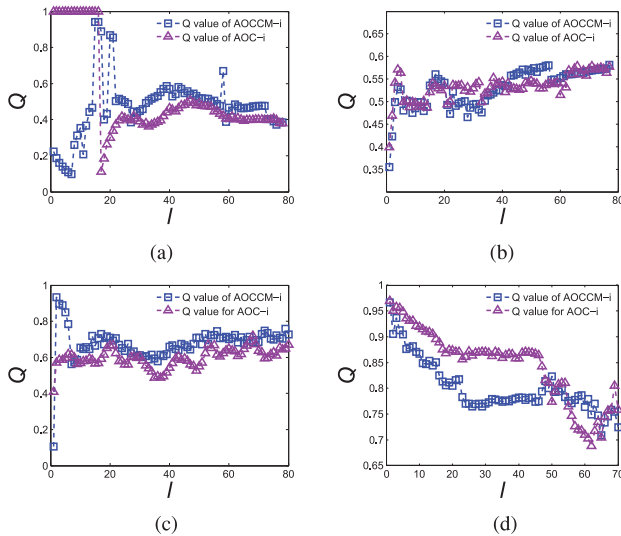 1
0.8
0.6
0.4
0.2
0
Q
0
20
40
60
80
l
Q value of AOCCM−i
Q value of AOC−i
(a)
0.65
0.6
0.55
0.5
0.45
0.4
0.35
Q
0
20
40
60
80
l
Q value of AOCCM−i
Q value of AOC−i
(b)
1
0.8
0.6
0.4
0.2
0
Q
0
20
40
60
80
l
Q value of AOCCM−i
Q value for AOC−i
(c)
0.95
0.9
0.85
0.8
0.75
0.7
0.65
Q
0
10
20
30
40
50
60
70
l
Q value of AOCCM−i
Q value for AOC−i
(d)